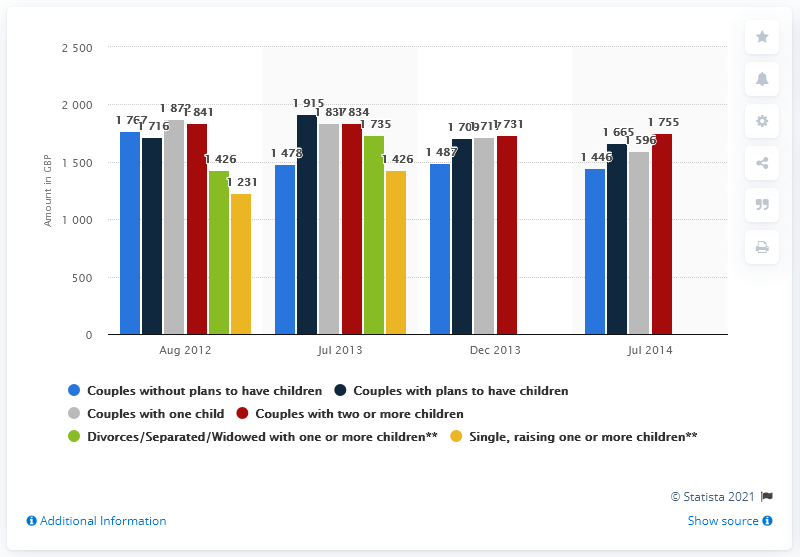 2 500
2 000
1 500
1 000
500
0
Amount in GBP
1 767
1 716
1 872
1 841
1 426
1 231
1 478
1 915
1 837
1 834
1 735
1 426
1 487
1 709
1 731
1 446
1 665
1 596
1 755
Aug 2012
Jul 2013
Dec 2013
Jul 2014
Couples without plans to have children
Couples with plans to have children
Couples with one child
Couples with two or more children
Divorces/Separated/Widowed with one or more children**
Single, raising one or more children**
© Statista 2021
Additional Information
Show source